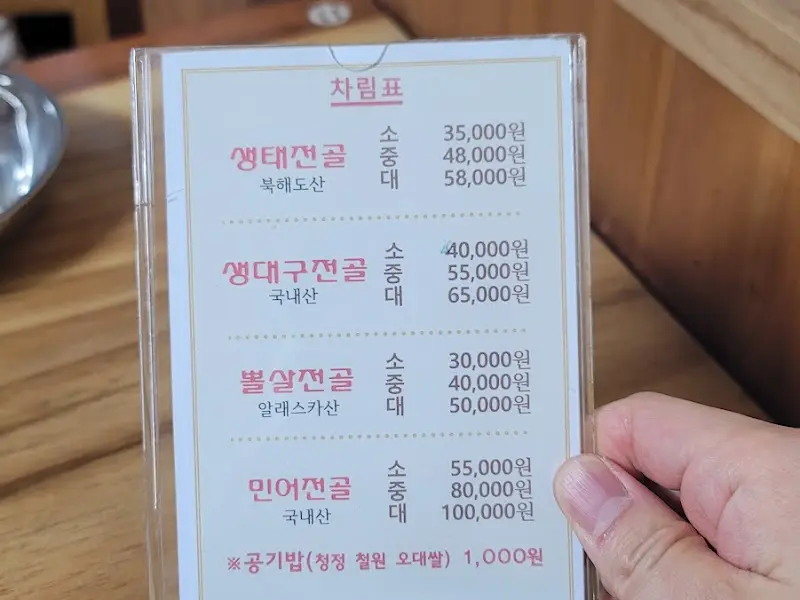 차림표
생태전골 소 35,000원
중 48,000원
북해도산 대 58,000원
생대구전골 소 40,000원
중 55,000원
국내산 대 65,000원
뽈살전골 소 30,000원
중 40,000원
알래스카산 대 50,000원
민어전골 소 55,000원
중 80,000원
국내산 대 100,000원
※공기밥(청정 철원 오대쌀) 1,000원